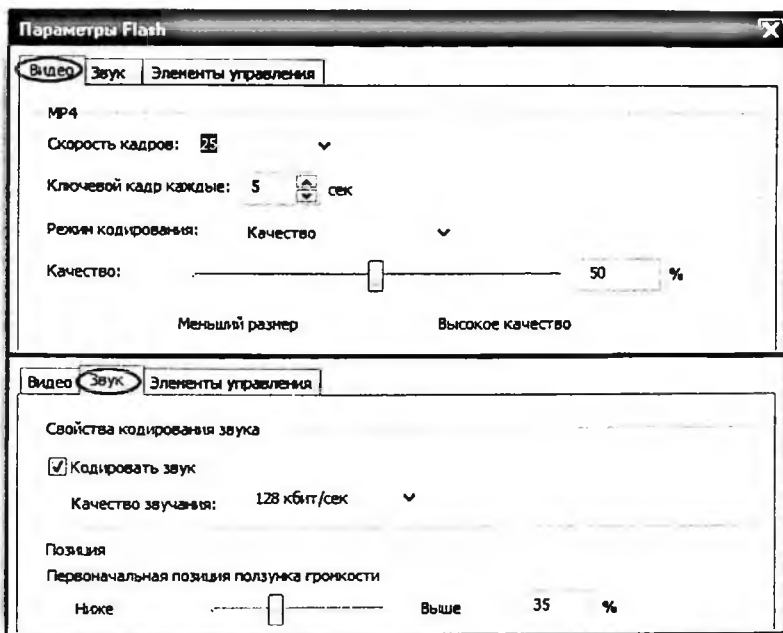 Параметры Flash
Видео Звук Элементы управления
MP4
Скорость кадров: 25
Ключевой кадр каждые: 5 сек
Режим кодирования: Качество
Качество: 50 %
Меньший размер Высокое качество
Видео Звук Элементы управления
Свойства кодирования звука
Кодировать звук
Качество звучания: 128 кбит/сек
Позиция
Первоначальная позиция ползунка громкости
Ниже Выше 35 %